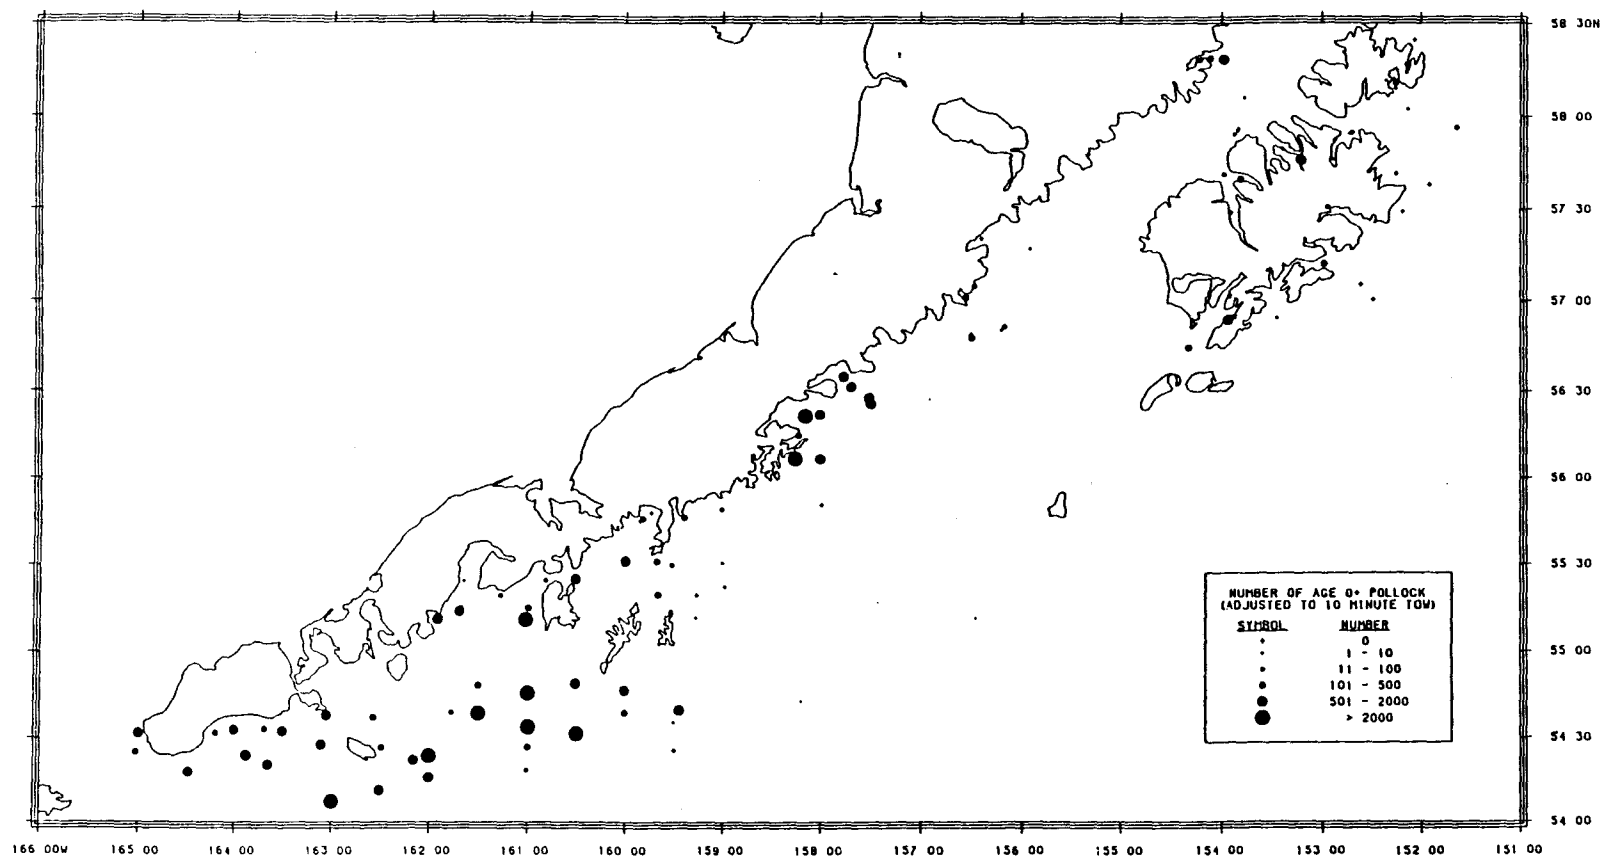 58 30N
58 00
57 30
57 00
56 30
56 00
55 30
55 00
54 30
54 00
NUMBER OF AGE 0+ POLLOCK
(ADJUSTED TO 10 MINUTE TOW)
SYMBOL NUMBER
0
1 - 10
11 - 100
101 - 500
501 - 2000
> 2000
166 00W 165 00 164 00 163 00 162 00 161 00 160 00 159 00 158 00 157 00 156 00 155 00 154 00 153 00 152 00 151 00